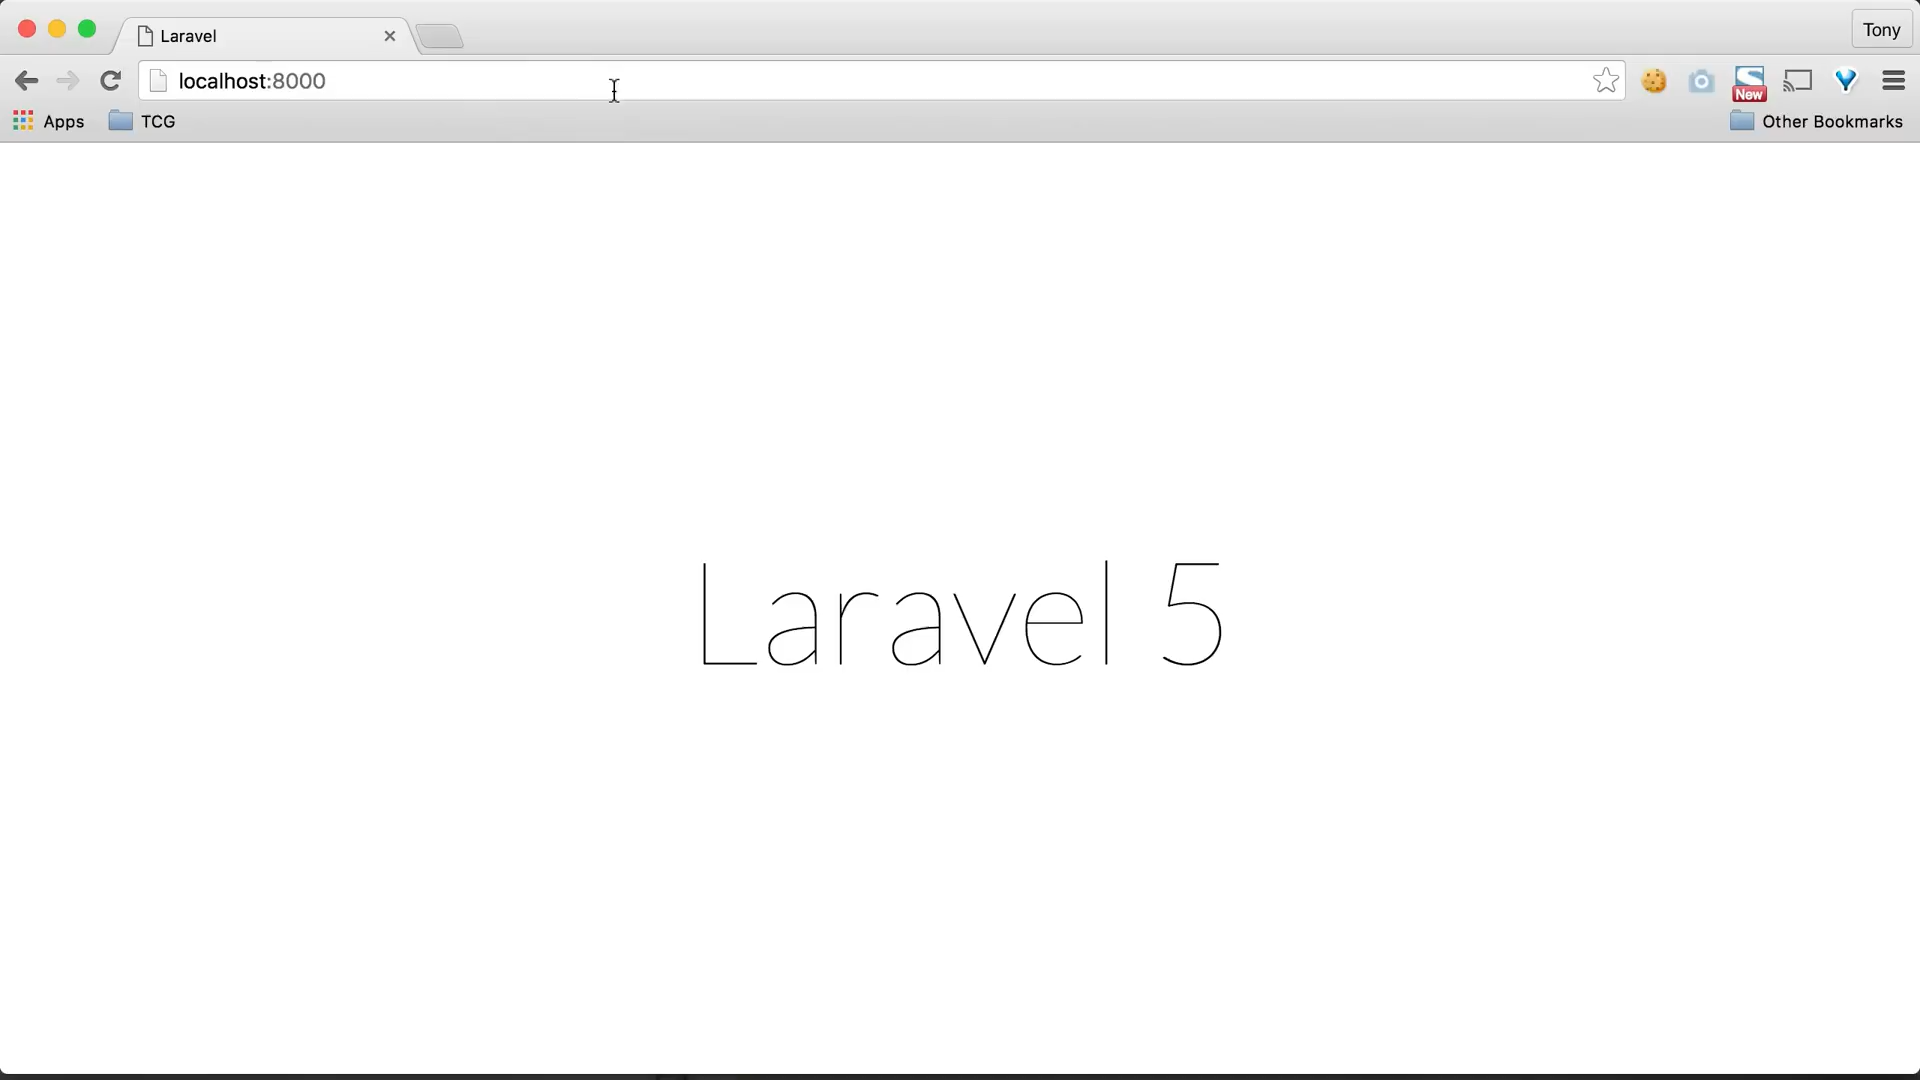 Laravel
Tony
localhost:8000
New
Apps
TCG
Other Bookmarks
Laravel 5